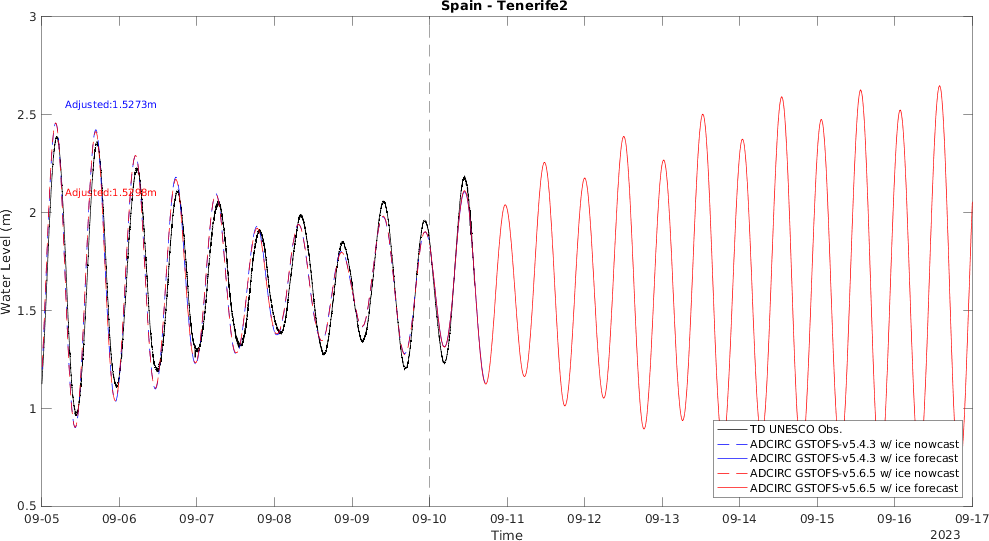 Spain - Tenerife2
3
2.5
2
1.5
1
0.5
Water Level (m)
Adjusted:1.5273m
Adjusted:1.5298m
TD UNESCO Obs.
ADCIRC GSTOFS-v5.4.3 w/ ice nowcast
ADCIRC GSTOFS-v5.4.3 w/ ice forecast
ADCIRC GSTOFS-v5.6.5 w/ ice nowcast
ADCIRC GSTOFS-v5.6.5 w/ ice forecast
09-05 09-06 09-07 09-08 09-09 09-10 09-11 09-12 09-13 09-14 09-15 09-16 09-17
Time
2023